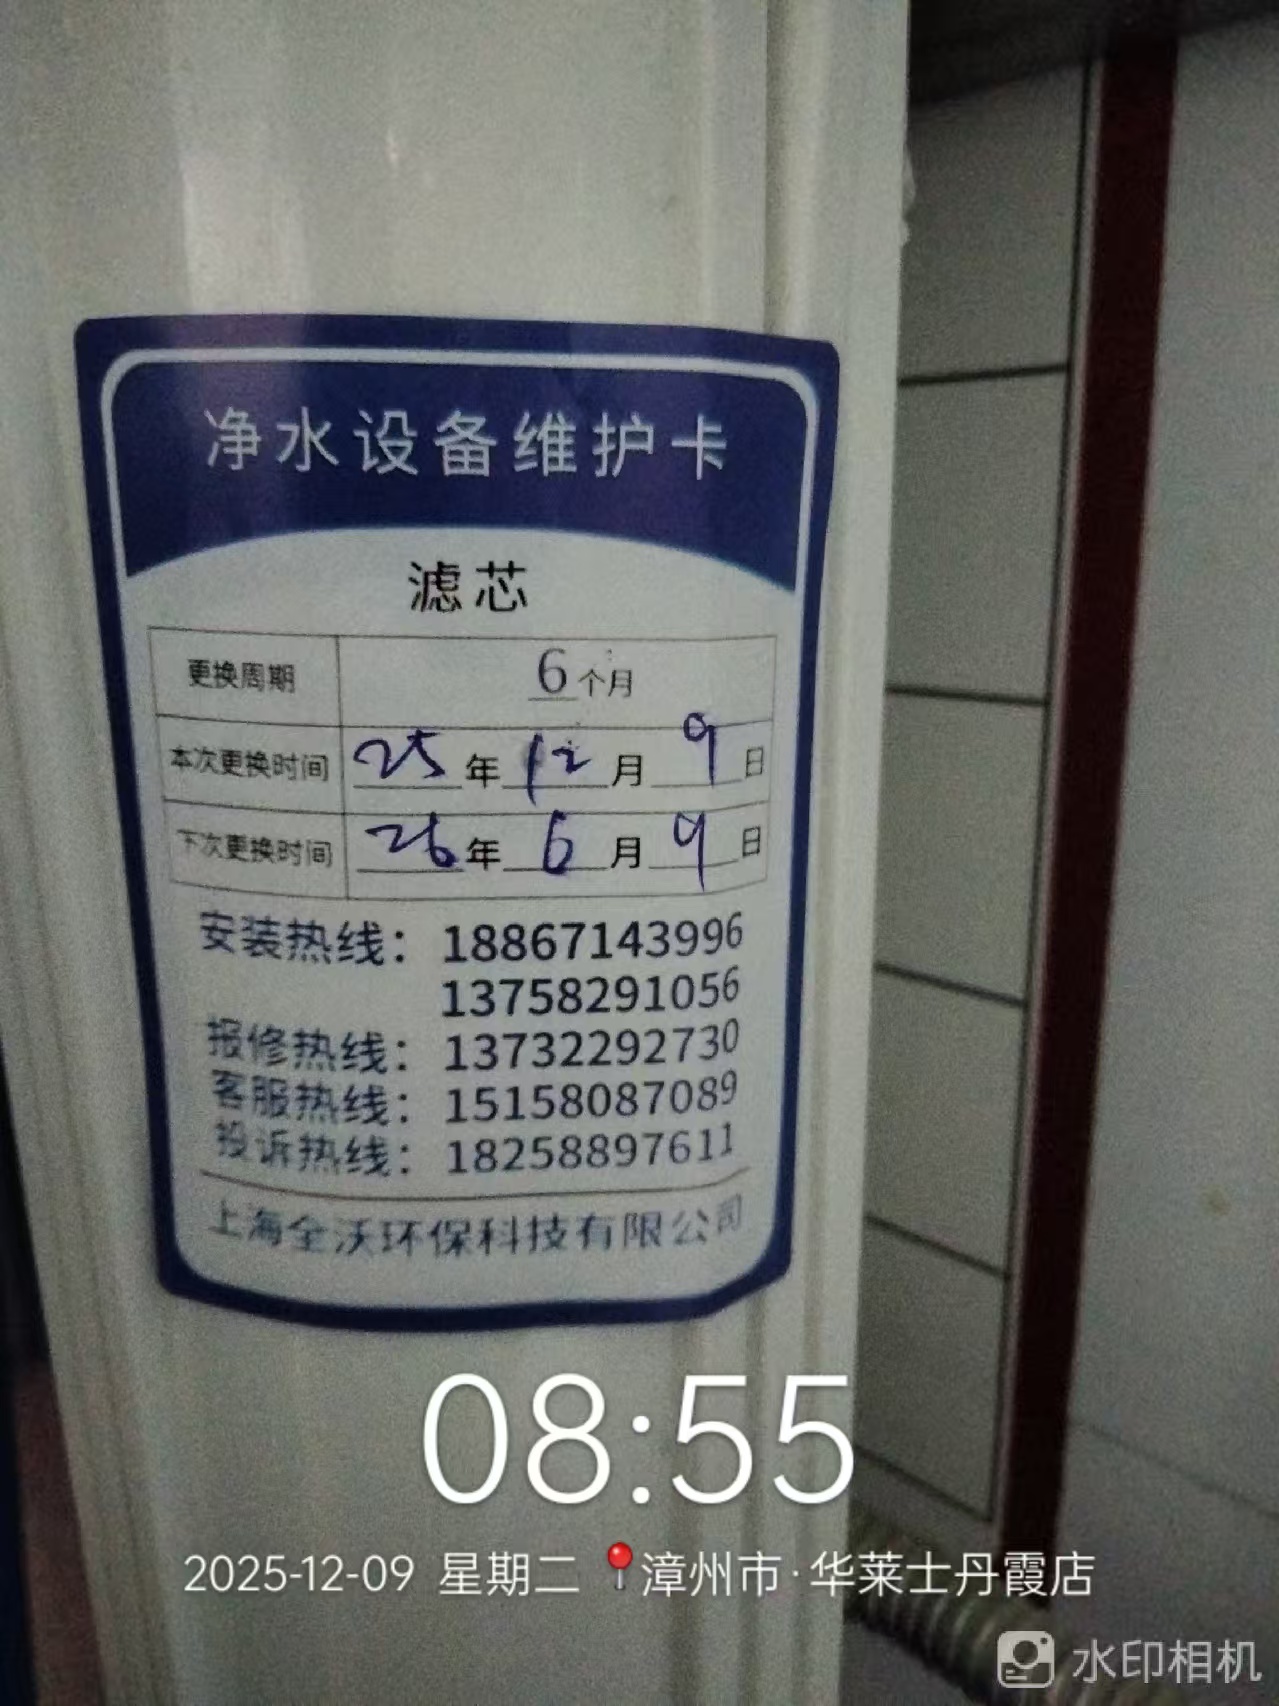 净水设备维护卡
滤芯
更换周期 6个月
本次更换时间 25年12月9日
下次更换时间 26年6月9日
安装热线：18867143996
13758291056
报修热线：13732292730
客服热线：15158087089
投诉热线：18258897611
上海全沃环保科技有限公司
08:55
2025-12-09 星期二 漳州市·华莱士丹霞店
水印相机